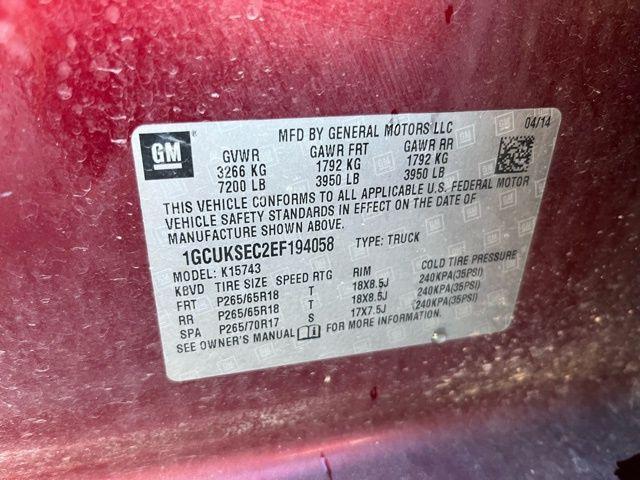 MFD BY GENERAL MOTORS LLC 04/14
GM GVWR GAWR FRT GAWR RR
3266 KG 1792 KG 1792 KG
7200 LB 3950 LB 3950 LB
THIS VEHICLE CONFORMS TO ALL APPLICABLE U.S. FEDERAL MOTOR
VEHICLE SAFETY STANDARDS IN EFFECT ON THE DATE OF
MANUFACTURE SHOWN ABOVE.
1GCUKSEC2EF194058 TYPE: TRUCK
MODEL: K15743
KBVD TIRE SIZE SPEED RTG RIM COLD TIRE PRESSURE
FRT P265/65R18 T 18X8.5J 240KPA(35PSI)
RR P265/65R18 T 18X8.5J 240KPA(35PSI)
SPA P265/70R17 S 17X7.5J 240KPA(35PSI)
SEE OWNER'S MANUAL FOR MORE INFORMATION.